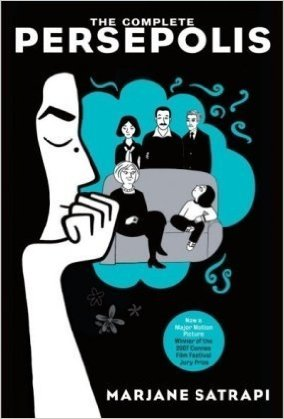 THE COMPLETE
PERSEPOLIS
Now a
Major Motion
Picture
Winner of the
2007 Cannes
Film Festival
Jury Prize
MARJANE SATRAPI